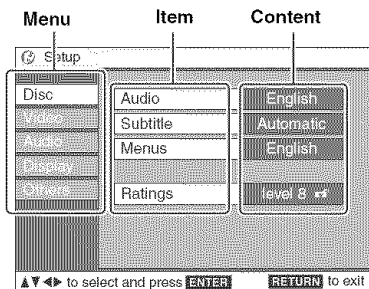 Menu Item Content
Setup
Disc Audio English
Video Subtitle Automatic
Audio Menus English
Display
Others Ratings level 8
▲▼◀▶ to select and press ENTER RETURN to exit